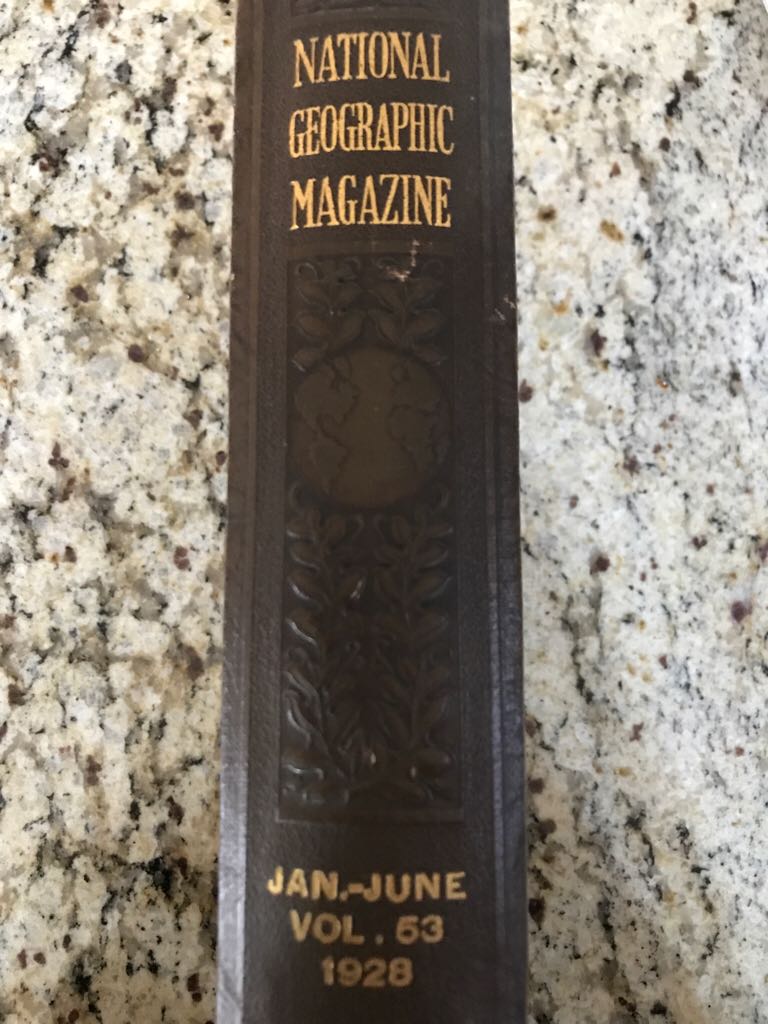 NATIONAL
GEOGRAPHIC
MAGAZINE
JAN.-JUNE
VOL. 53
1928